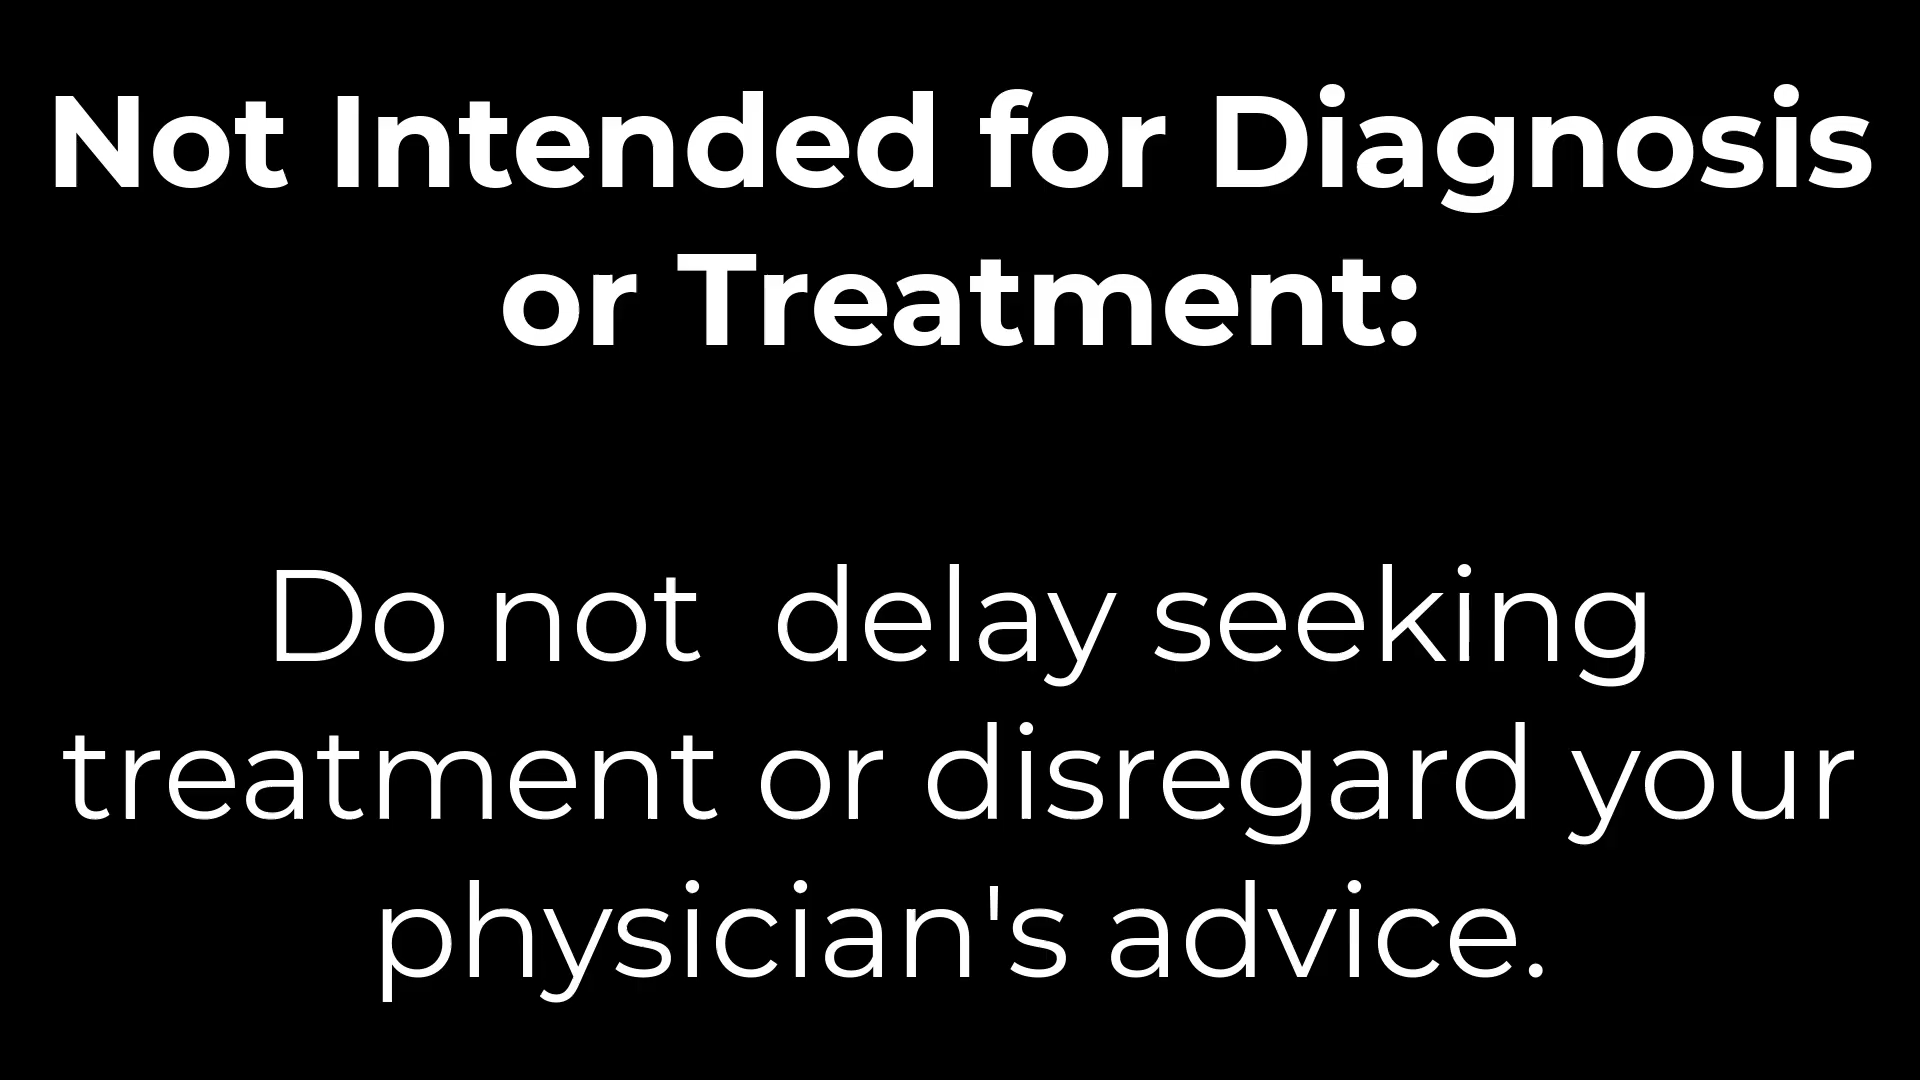 Not Intended for Diagnosis
or Treatment:
Do not  delay seeking
treatment or disregard your
physician's advice.